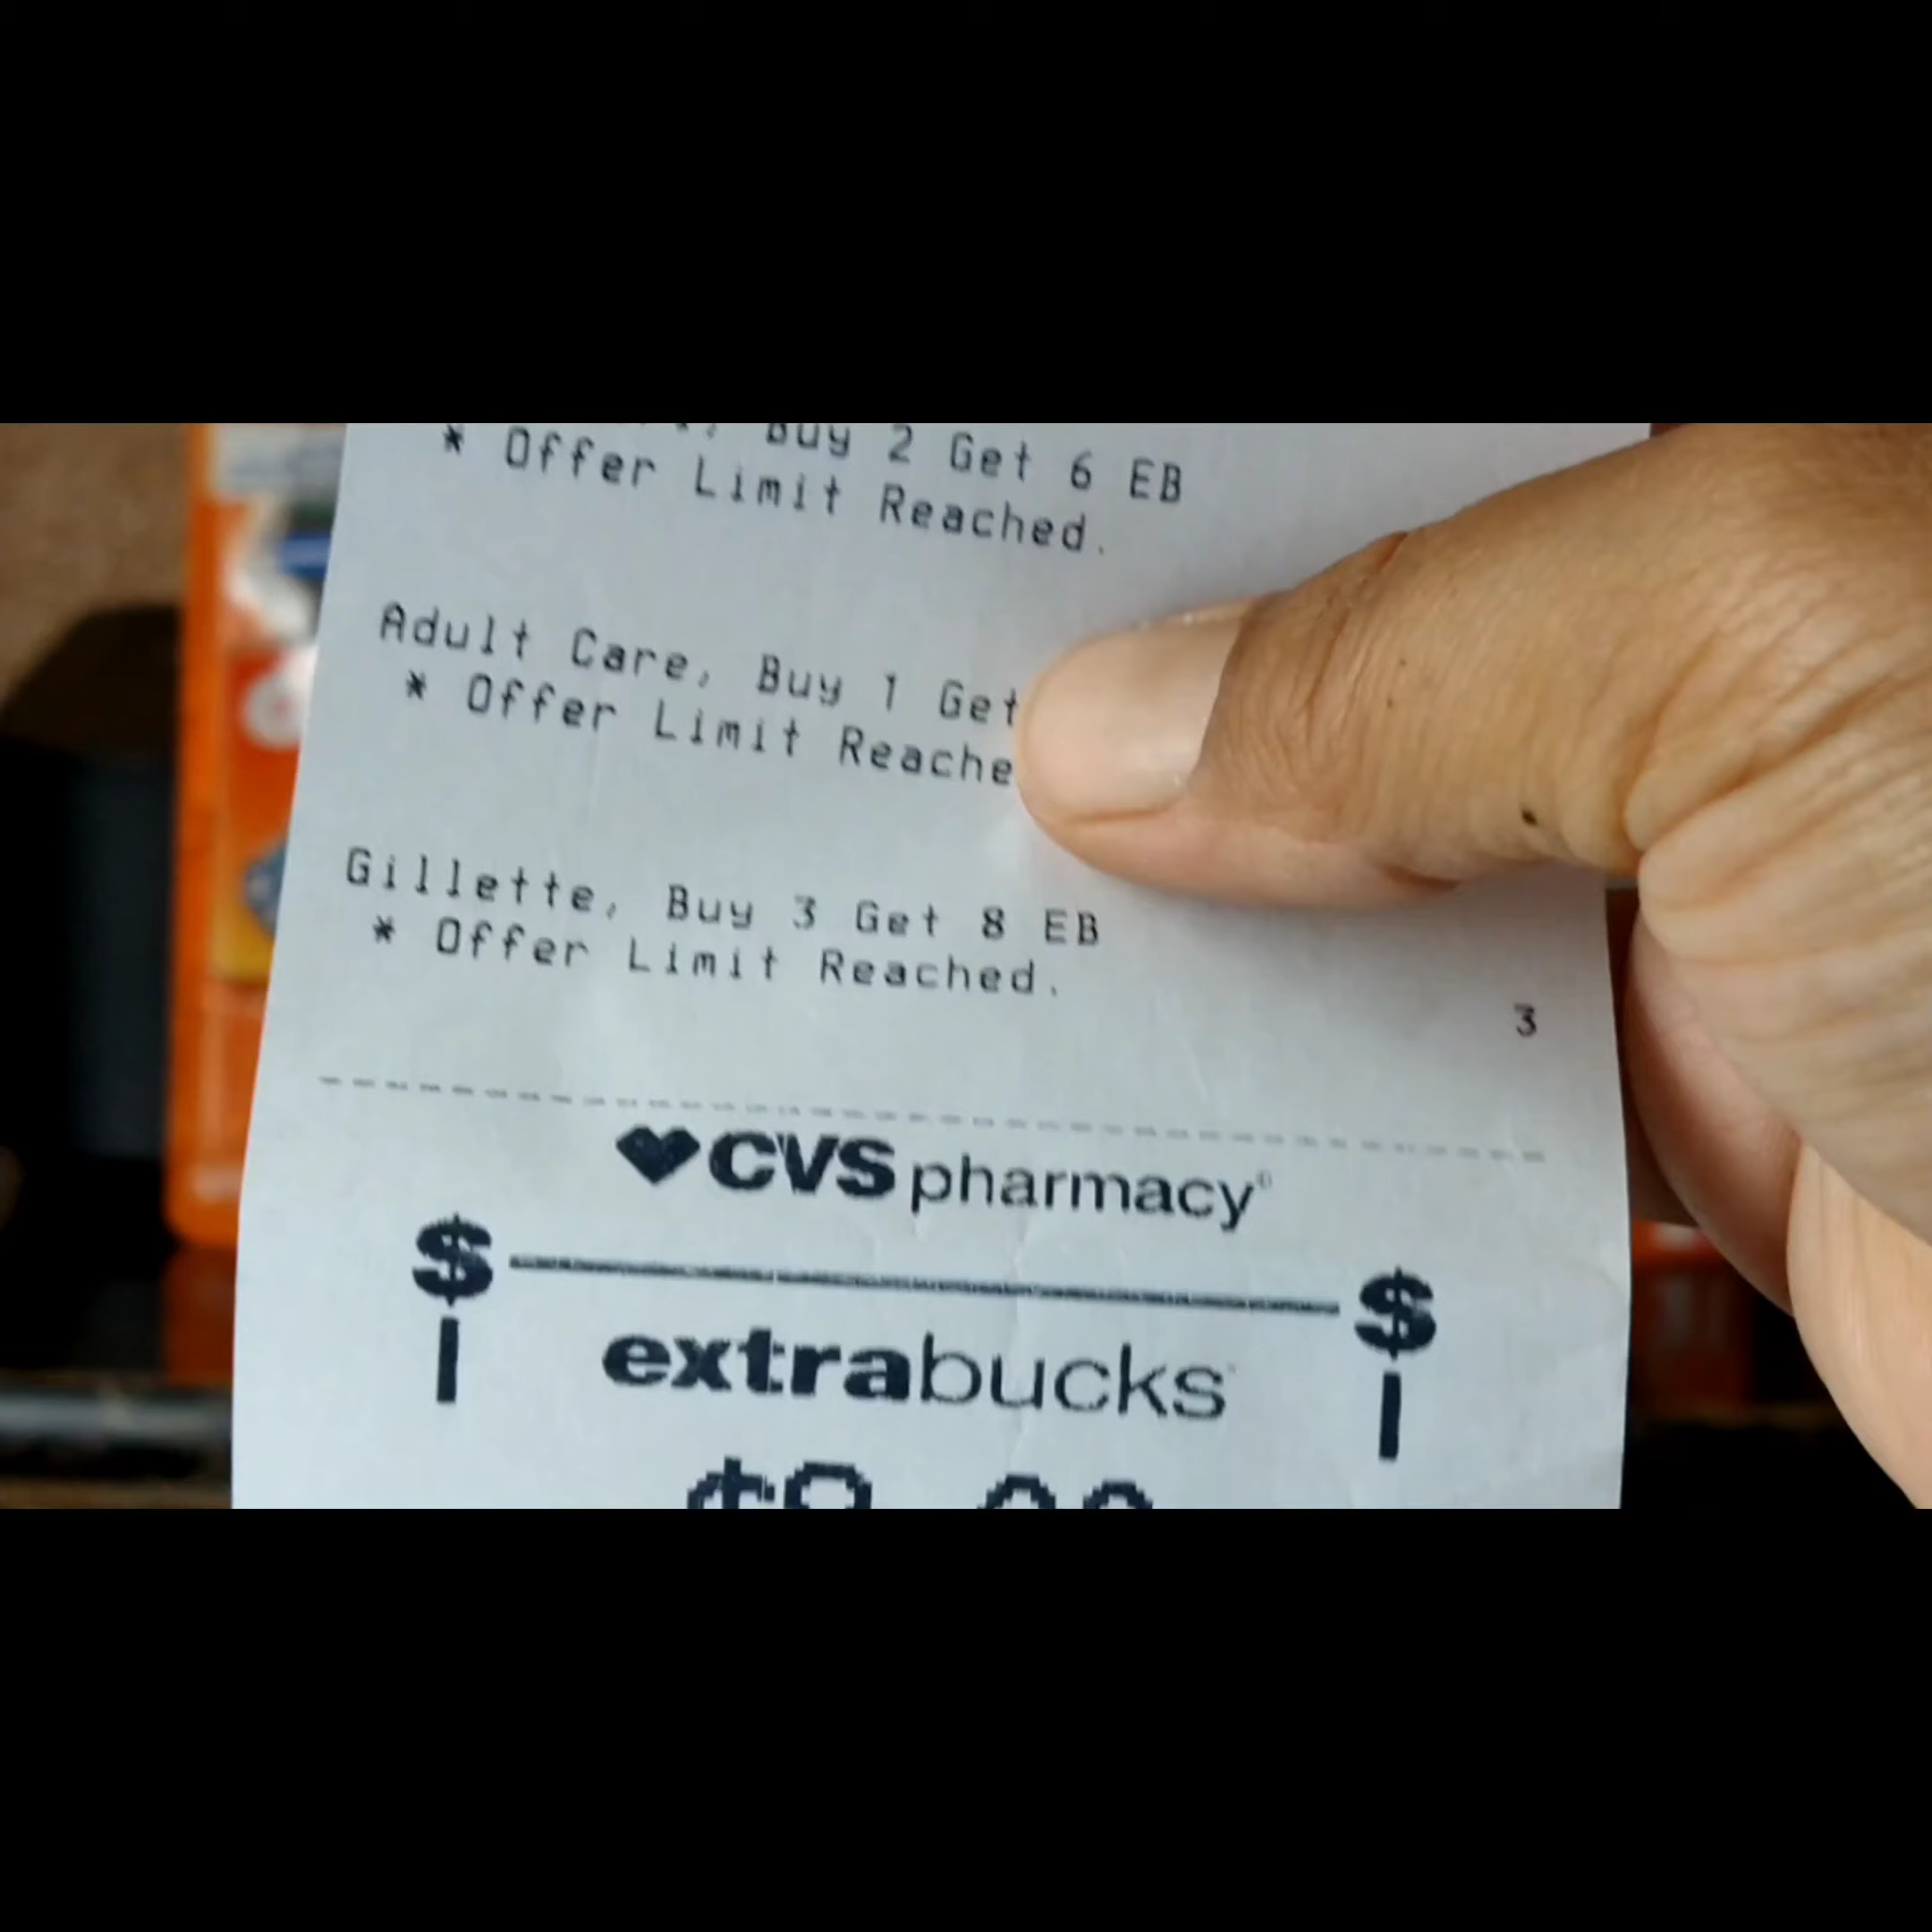 Buy 2 Get 6 EB
* Offer Limit Reached.
Adult Care, Buy 1 Get
* Offer Limit Reache
Gillette, Buy 3 Get 8 EB
* Offer Limit Reached.
3
CVS pharmacy®
$ $
extrabucks